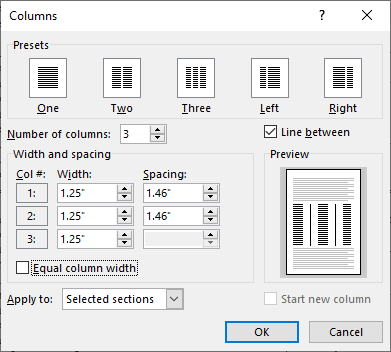 Columns
Presets
One Two Three Left Right
Number of columns: 3
Line between
Width and spacing
Preview
Col #: Width: Spacing:
1: 1.25" 1.46"
2: 1.25" 1.46"
3: 1.25"
Equal column width
Apply to: Selected sections
Start new column
OK Cancel